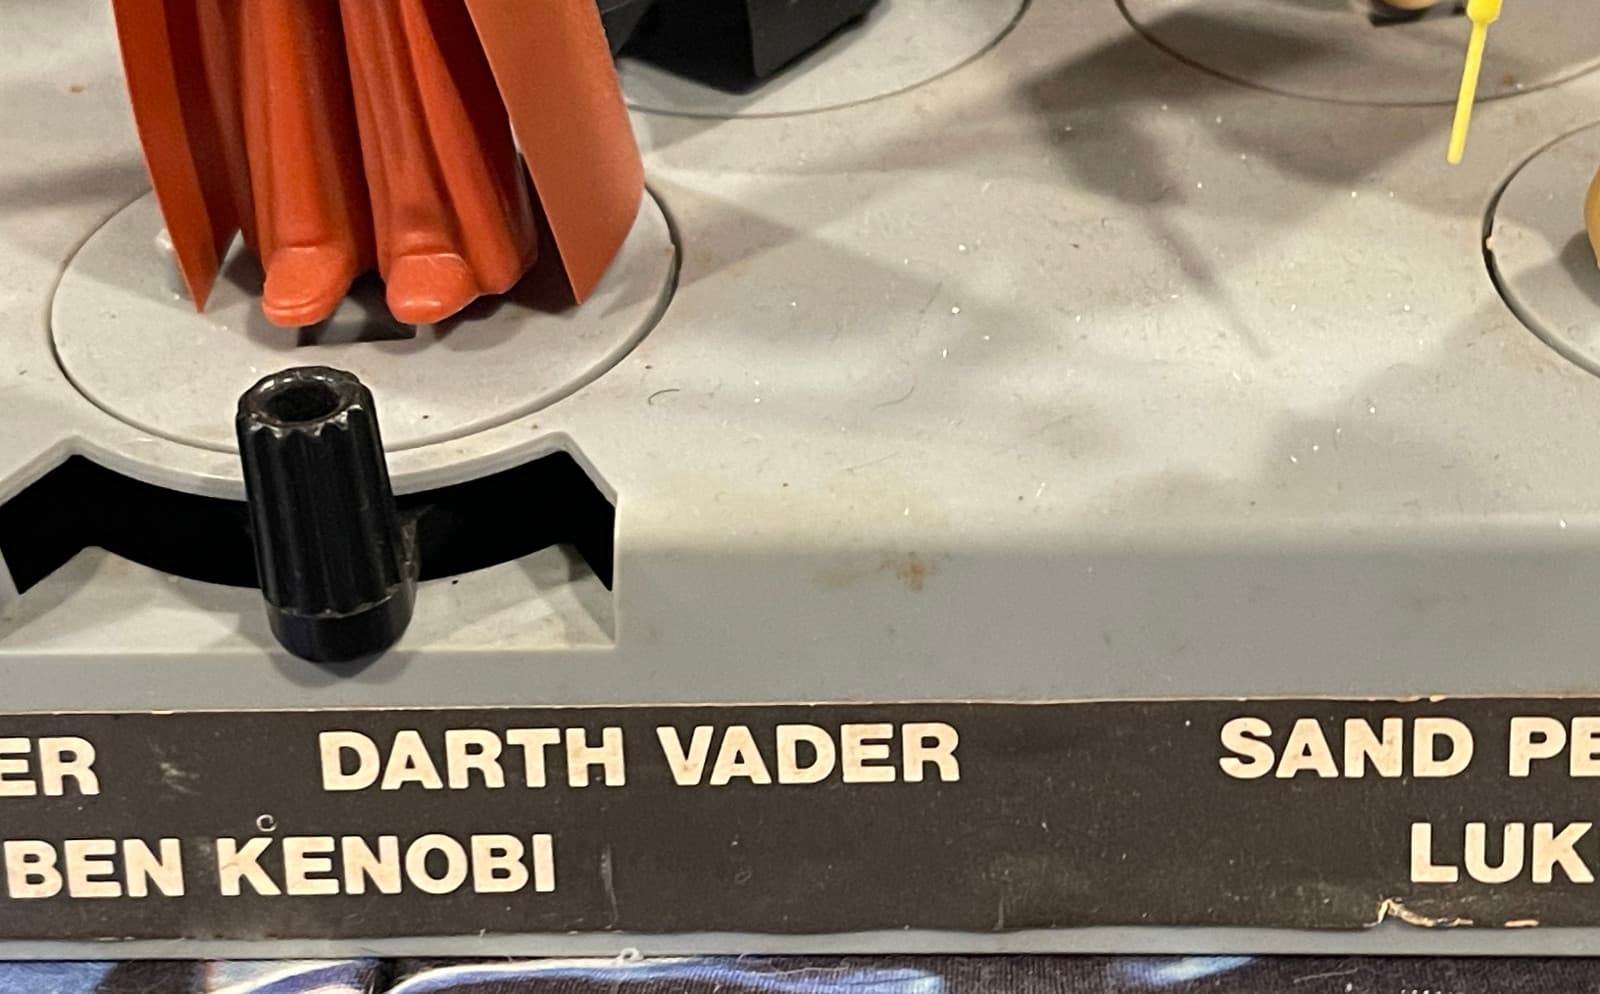 ER DARTH VADER SAND PE
BEN KENOBI LUK